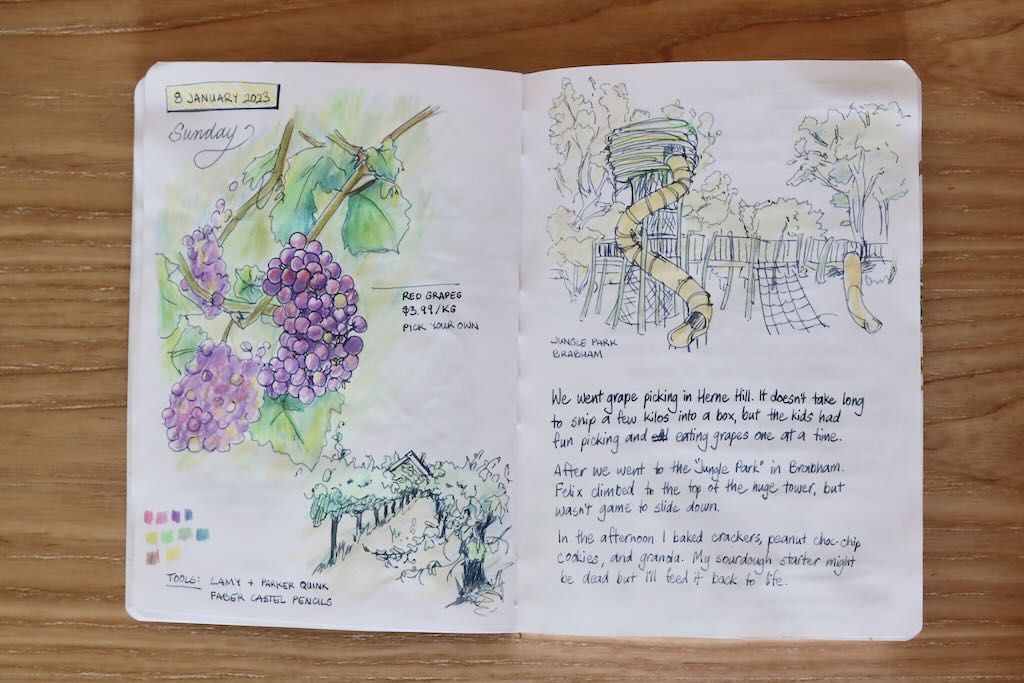 8 JANUARY 2023
Sunday
RED GRAPES
$3.99/KG
PICK YOUR OWN
TOOLS: LAMY + PARKER QUINK
FABER CASTEL PENCILS
JUNGLE PARK
BRABHAM
We went grape picking in Herne Hill. It doesn't take long
to snip a few kilos into a box, but the kids had
fun picking and eating grapes one at a time.
After we went to the "Jungle Park" in Brabham.
Felix climbed to the top of the huge tower, but
wasn't game to slide down.
In the afternoon I baked crackers, peanut choc-chip
cookies, and granola. My sourdough starter might
be dead but I'll feed it back to life.